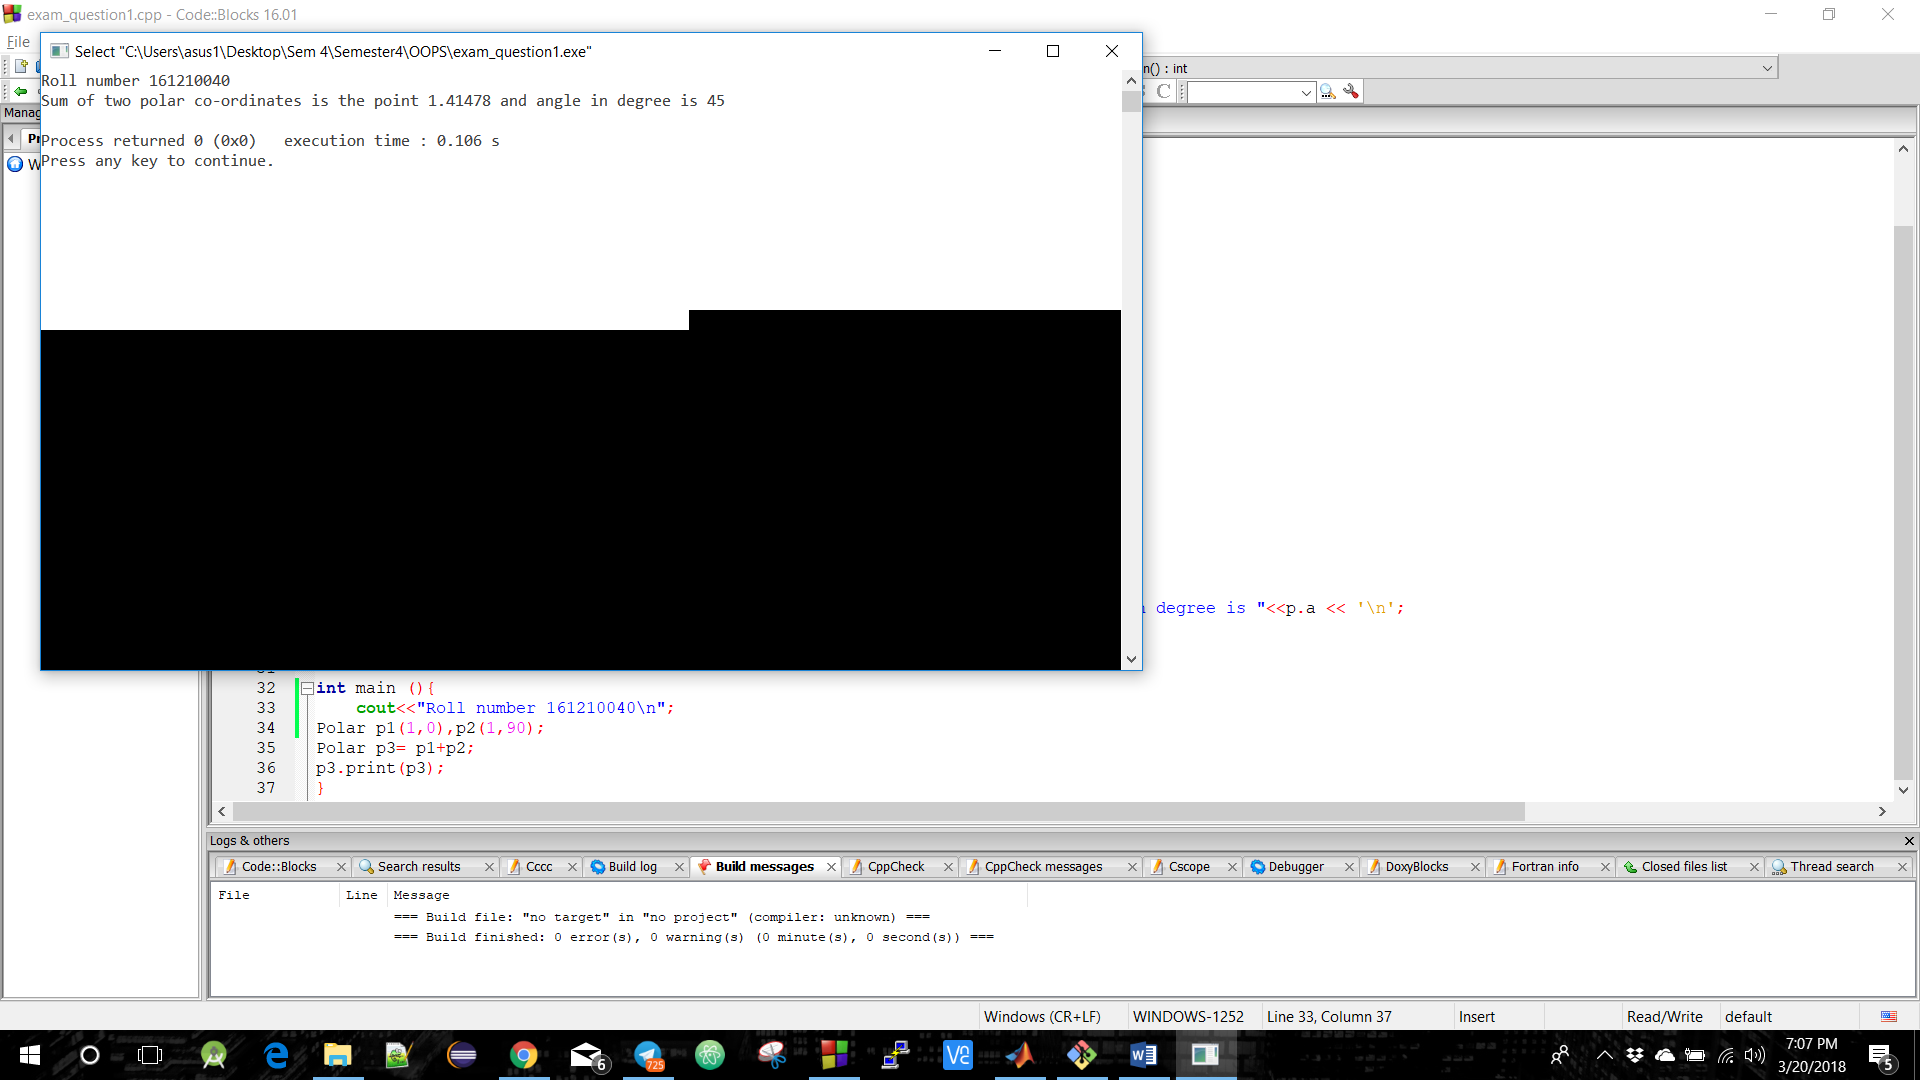 exam_question1.cpp - Code::Blocks 16.01
File
Select "C:\Users\asus1\Desktop\Sem 4\Semester4\OOPS\exam_question1.exe"
n() : int
Manag
Pr
W
Roll number 161210040
Sum of two polar co-ordinates is the point 1.41478 and angle in degree is 45
Process returned 0 (0x0)   execution time : 0.106 s
Press any key to continue.
degree is "<<p.a << '\n';
32 int main (){
33 cout<<"Roll number 161210040\n";
34 Polar p1(1,0),p2(1,90);
35 Polar p3= p1+p2;
36 p3.print(p3);
37 }
Logs & others
Code::Blocks Search results Cccc Build log Build messages CppCheck CppCheck messages Cscope Debugger DoxyBlocks Fortran info Closed files list Thread search
File Line Message
=== Build file: "no target" in "no project" (compiler: unknown) ===
=== Build finished: 0 error(s), 0 warning(s) (0 minute(s), 0 second(s)) ===
Windows (CR+LF) WINDOWS-1252 Line 33, Column 37 Insert Read/Write default
6
725
7:07 PM
3/20/2018
5